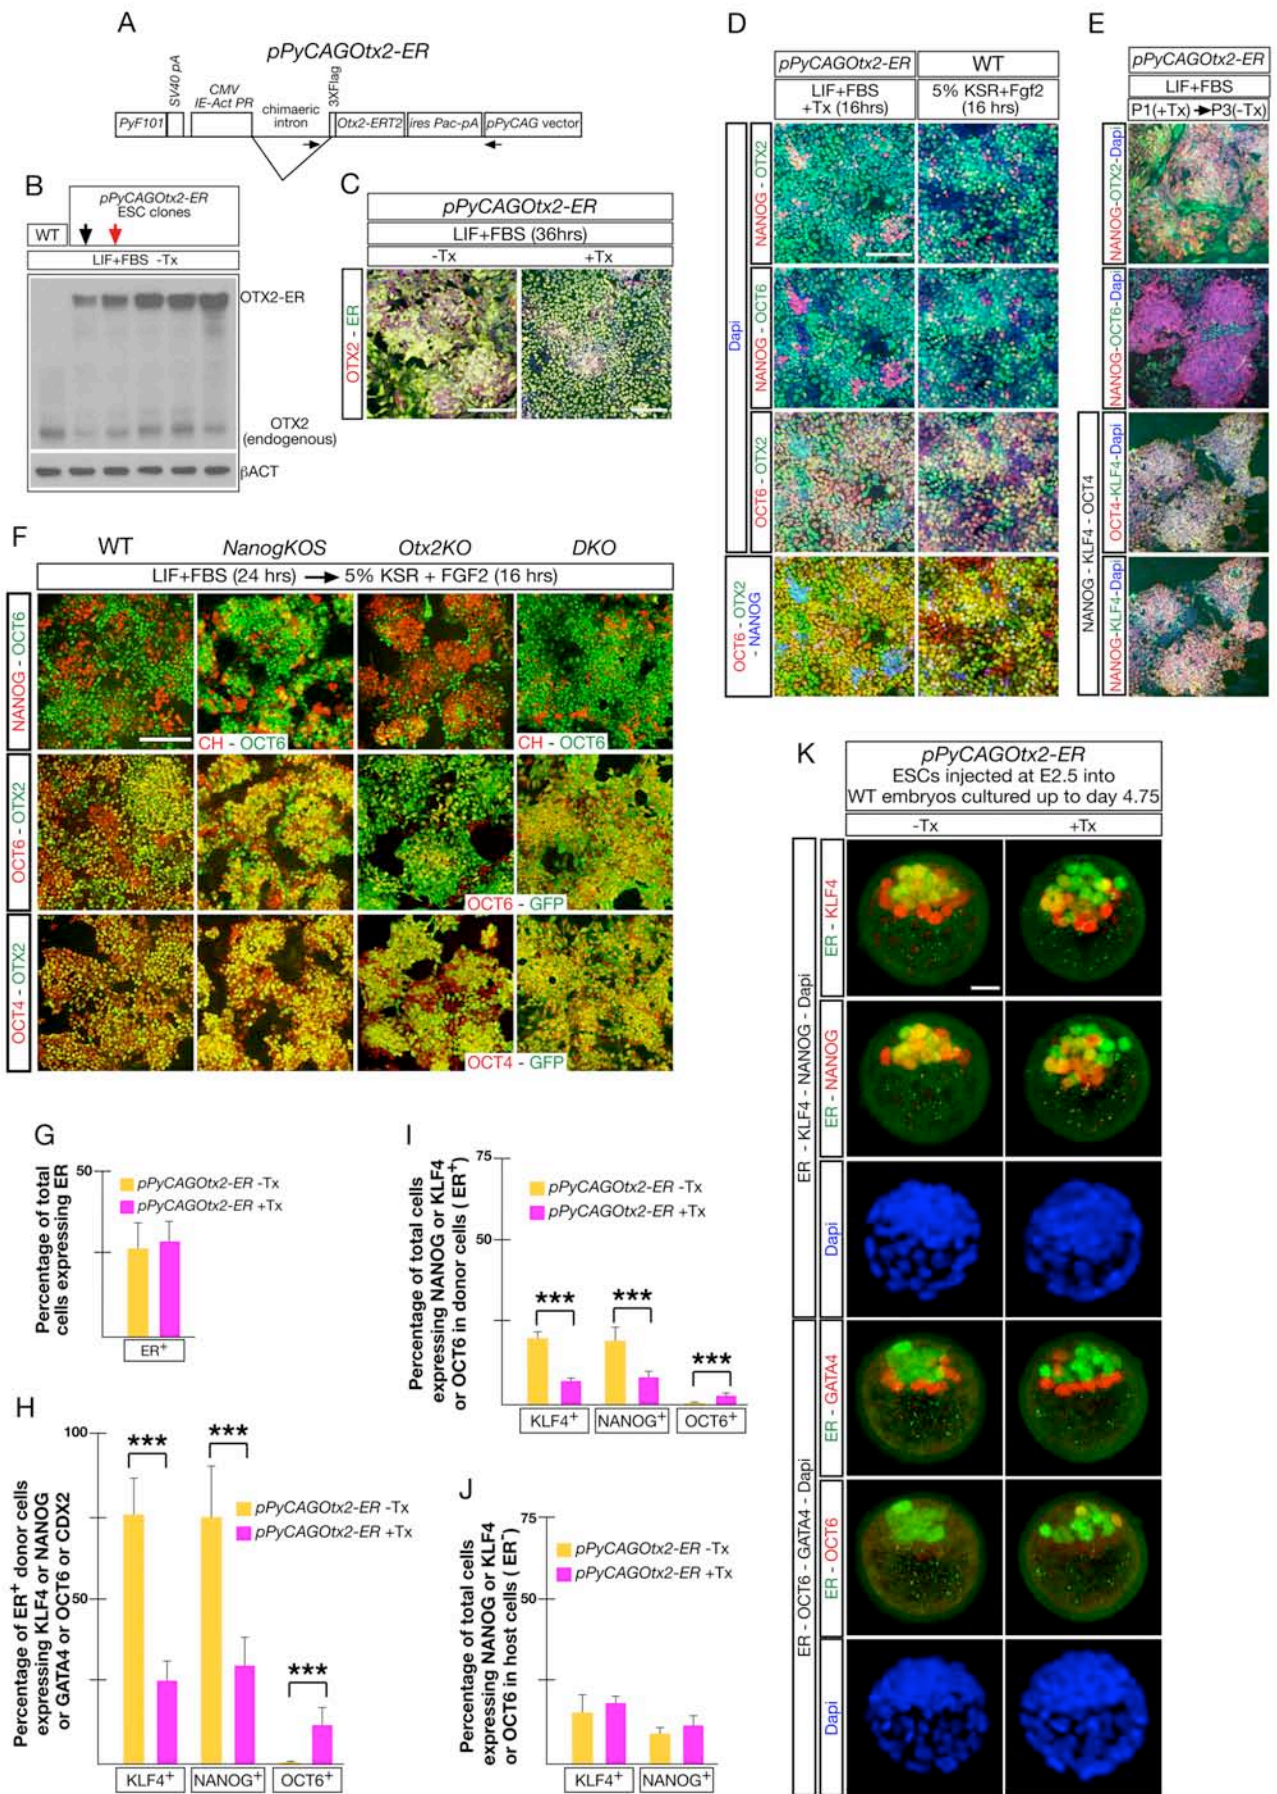 A
pPyCAGOtx2-ER
PyF101
SV40 pA
CMV
IE-Act PR
chimaeric
intron
3XFlag
Otx2-ERT2
ires Pac-pA
pPyCAG vector
B
pPyCAGOtx2-ER
ESC clones
WT
LIF+FBS -Tx
OTX2-ER
OTX2
(endogenous)
βACT
C
pPyCAGOtx2-ER
LIF+FBS (36hrs)
-Tx
+Tx
OTX2 - ER
D
pPyCAGOtx2-ER
WT
LIF+FBS
+Tx (16hrs)
5% KSR+Fgf2
(16 hrs)
Dapi
NANOG - OTX2
NANOG - OCT6
OCT6 - OTX2
OCT6 - OTX2
- NANOG
E
pPyCAGOtx2-ER
LIF+FBS
P1(+Tx) → P3(-Tx)
NANOG-OTX2-Dapi
NANOG-OCT6-Dapi
NANOG - KLF4 - OCT4
OCT4-KLF4-Dapi
NANOG-KLF4-Dapi
F
WT
NanogKOS
Otx2KO
DKO
LIF+FBS (24 hrs) → 5% KSR + FGF2 (16 hrs)
NANOG - OCT6
CH - OCT6
CH - OCT6
OCT6 - OTX2
OCT6 - GFP
OCT4 - OTX2
OCT4 - GFP
G
Percentage of total
cells expressing ER
50
pPyCAGOtx2-ER -Tx
pPyCAGOtx2-ER +Tx
ER+
H
Percentage of ER+ donor cells
expressing KLF4 or NANOG
or GATA4 or OCT6 or CDX2
100
50
***
***
***
pPyCAGOtx2-ER -Tx
pPyCAGOtx2-ER +Tx
KLF4+
NANOG+
OCT6+
I
Percentage of total cells
expressing NANOG or KLF4
or OCT6 in donor cells ( ER+)
75
50
pPyCAGOtx2-ER -Tx
pPyCAGOtx2-ER +Tx
***
***
***
KLF4+
NANOG+
OCT6+
J
Percentage of total cells
expressing NANOG or KLF4
or OCT6 in host cells ( ER-)
75
50
pPyCAGOtx2-ER -Tx
pPyCAGOtx2-ER +Tx
KLF4+
NANOG+
K
pPyCAGOtx2-ER
ESCs injected at E2.5 into
WT embryos cultured up to day 4.75
-Tx
+Tx
ER - KLF4 - NANOG - Dapi
ER - KLF4
ER - NANOG
Dapi
ER - OCT6 - GATA4 - Dapi
ER - GATA4
ER - OCT6
Dapi